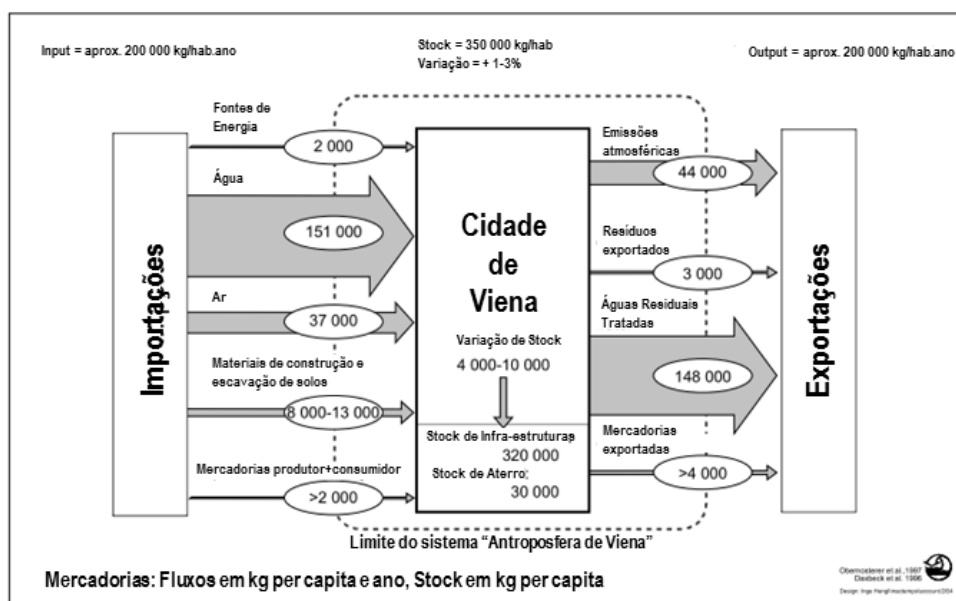 Input = aprox. 200 000 kg/hab.ano
Stock = 350 000 kg/hab
Variação = + 1-3%
Output = aprox. 200 000 kg/hab.ano
Importações
Fontes de
Energia
2 000
Água
151 000
Ar
37 000
Materiais de construção e
escavação de solos
8 000-13 000
Mercadorias produtor+consumidor
>2 000
Cidade
de
Viena
Variação de Stock
4 000-10 000
Stock de Infra-estruturas
320 000
Stock de Aterro;
30 000
Emissões
atmosféricas
44 000
Resíduos
exportados
3 000
Águas Residuais
Tratadas
148 000
Mercadorias
exportadas
>4 000
Exportações
Limite do sistema “Antroposfera de Viena”
Mercadorias: Fluxos em kg per capita e ano, Stock em kg per capita
Obernosterer et al.,1997
Daxbeck et al. 1996